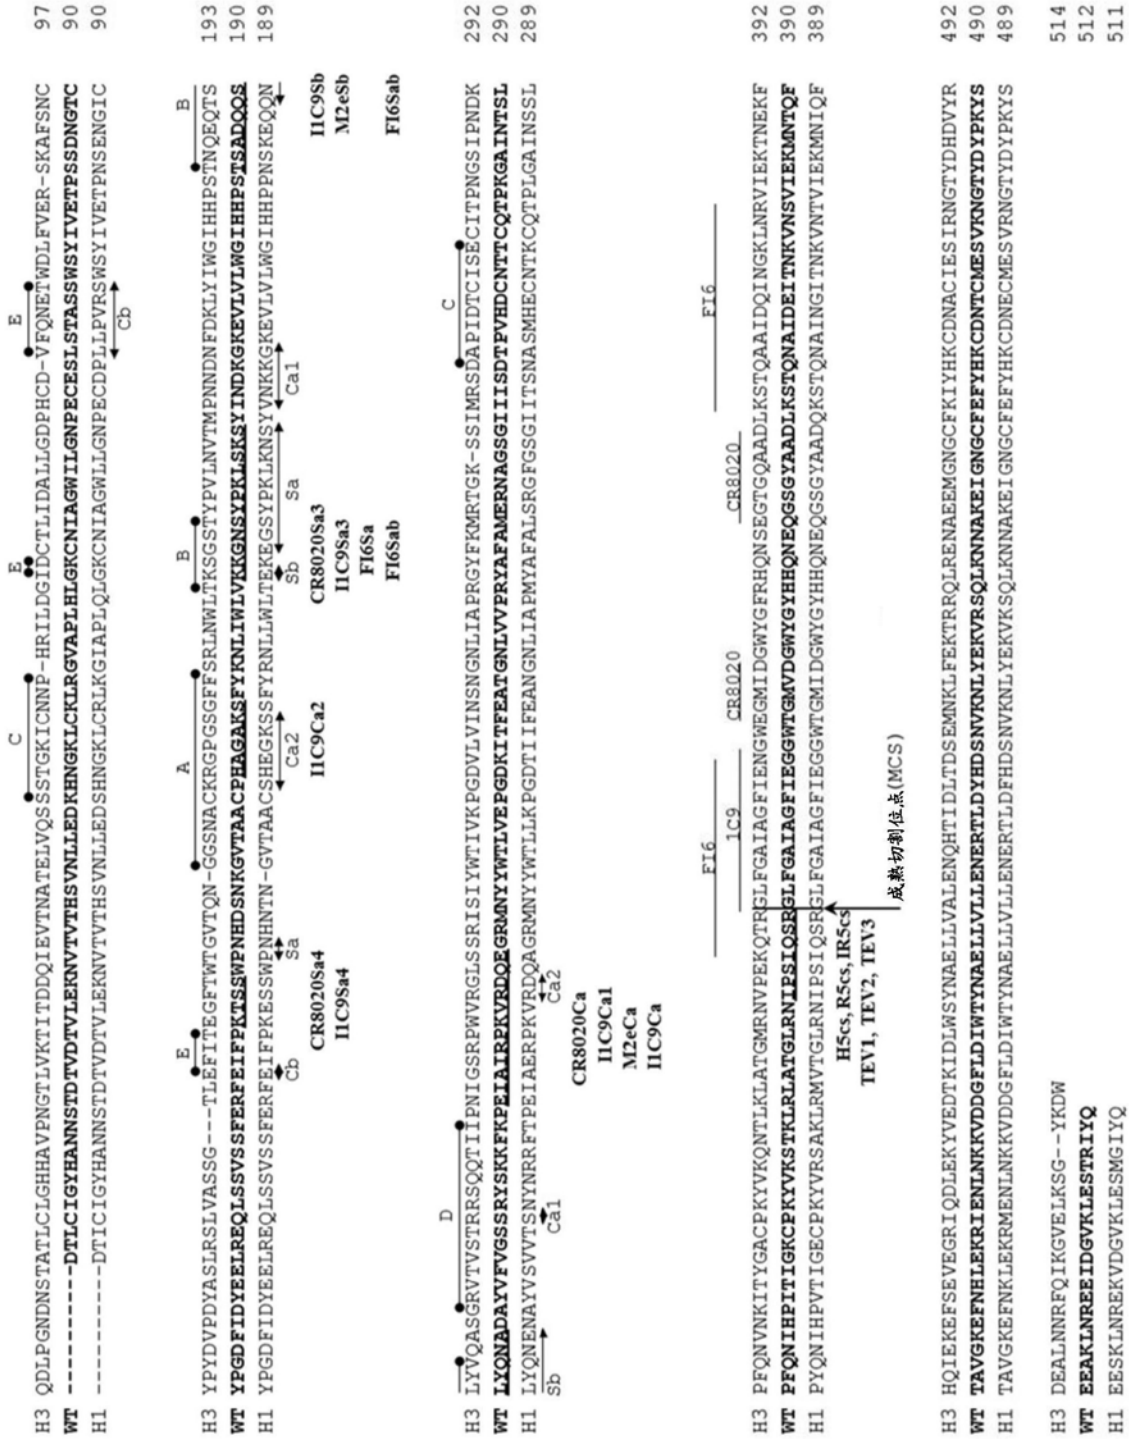 C E E
H3 QDLPGNDNSTATLCLGHHAVPNGTLVKTITDDQIEVTNATELVQSSSTGKICNNP-HRILDGIDCTLIDALLGDPHCD-VFQNETWDLFVER-SKAFSNC 97
WT ----------DTLCIGYHANNSTDTVDTVLEKNVTVTHSVNLLEDKHNGKLCKLRGVAPLHLGKCNIAGWILGNPECESLSTASSWSYIVETPSSDNGTC 90
H1 ----------DTICIGYHANNSTDTVDTVLEKNVTVTHSVNLLEDSHNGKLCRLKGIAPLQLGKCNIAGWLLGNPECDPLLPVRSWSYIVETPNSENGIC 90
Cb
E A B B
H3 YPYDVPDYASLRSLVASSG---TLEFITEGFTWTGVTQN-GGSNACKRGPGSGFFSRLNWLTKSGSTYPVLNVTMPNNDNFDKLYIWGIHHPSTNQEQTS 193
WT YPGDFIDYEELREQLSSVSSFERFEIFPKTSSWPNHDSNKGVTAACPHAGAKSFYKNLIWLVKKGNSYPKLSKSYINDKGKEVLVLWGIHHPSTSADQQS 190
H1 YPGDFIDYEELREQLSSVSSFERFEIFPKESSWPNHNTN-GVTAACSHEGKSSFYRNLLWLTEKEGSYPKLKNSYVNKKGKEVLVLWGIHHPPNSKEQQN 189
Cb Sa Ca2 Sb Sa Ca1
CR8020Sa4 I1C9Ca2 CR8020Sa3 I1C9Sb
I1C9Sa4 I1C9Sa3 M2eSb
FI6Sa
FI6Sab FI6Sab
D C
H3 LYVQASGRVTVSTRRSQQTIIPNIGSRPWVRGLSSRISIYWTIVKPGDVLVINSNGNLIAPRGYFKMRTGK-SSIMRSDAPIDTCISECITPNGSIPNDK 292
WT LYQNADAYVFVGSSRYSKKFKPEIAIRPKVRDQEGRMNYYWTLVEPGDKITFEATGNLVVPRYAFAMERNAGSGIIISDTPVHDCNTTCQTPKGAINTSL 290
H1 LYQNENAYVSVVTSNYNRRFTPEIAERPKVRDQAGRMNYYWTLLKPGDTIIFEANGNLIAPMYAFALSRGFGSGIITSNASMHECNTKCQTPLGAINSSL 289
Sb Ca1 Ca2
CR8020Ca
I1C9Ca1
M2eCa
I1C9Ca
FI6 1C9 CR8020 CR8020 FI6
H3 PFQNVNKITYGACPKYVKQNTLKLATGMRNVPEKQTRGLFGAIAGFIENGWEGMIDGWYGFRHQNSEGTGQAADLKSTQAAIDQINGKLNRVIEKTNEKF 392
WT PFQNIHPITIGKCPKYVKSTKLRLATGLRNIPSIQSRGLFGAIAGFIEGGWTGMVDGWYGYHHQNEQGSGYAADLKSTQNAIDEITNKVNSVIEKMNTQF 390
H1 PYQNIHPVTIGECPKYVRSAKLRMVTGLRNIPSIQSRGLFGAIAGFIEGGWTGMIDGWYGYHHQNEQGSGYAADQKSTQNAINGITNKVNTVIEKMNIQF 389
H5cs, R5cs, IR5cs
TEV1, TEV2, TEV3
成熟切割位点(MCS)
H3 HQIEKEFSEVEGRIQDLEKYVEDTKIDLWSYNAELLVALENQHTIDLTDSEMNKLFEKTRRQLRENAEEMGNGCFKIYHKCDNACIESIRNGTYDHDVYR 492
WT TAVGKEFNHLEKRIENLNKKVDDGFLDIWTYNAELLVLLENERTLDYHDSNVKNLYEKVRSQLKNNAKEIGNGCFEFYHKCDNTCMESVKNGTYDYPKYS 490
H1 TAVGKEFNKLEKRMENLNKKVDDGFLDIWTYNAELLVLLENERTLDFHDSNVKNLYEKVKSQLKNNAKEIGNGCFEFYHKCDNECMESVRNGTYDYPKYS 489
H3 DEALNNRFQIKGVELKSG--YKDW 514
WT EEAKLNREEIDGVKLESTRIYQ 512
H1 EESKLNREKVDGVKLESMGIYQ 511